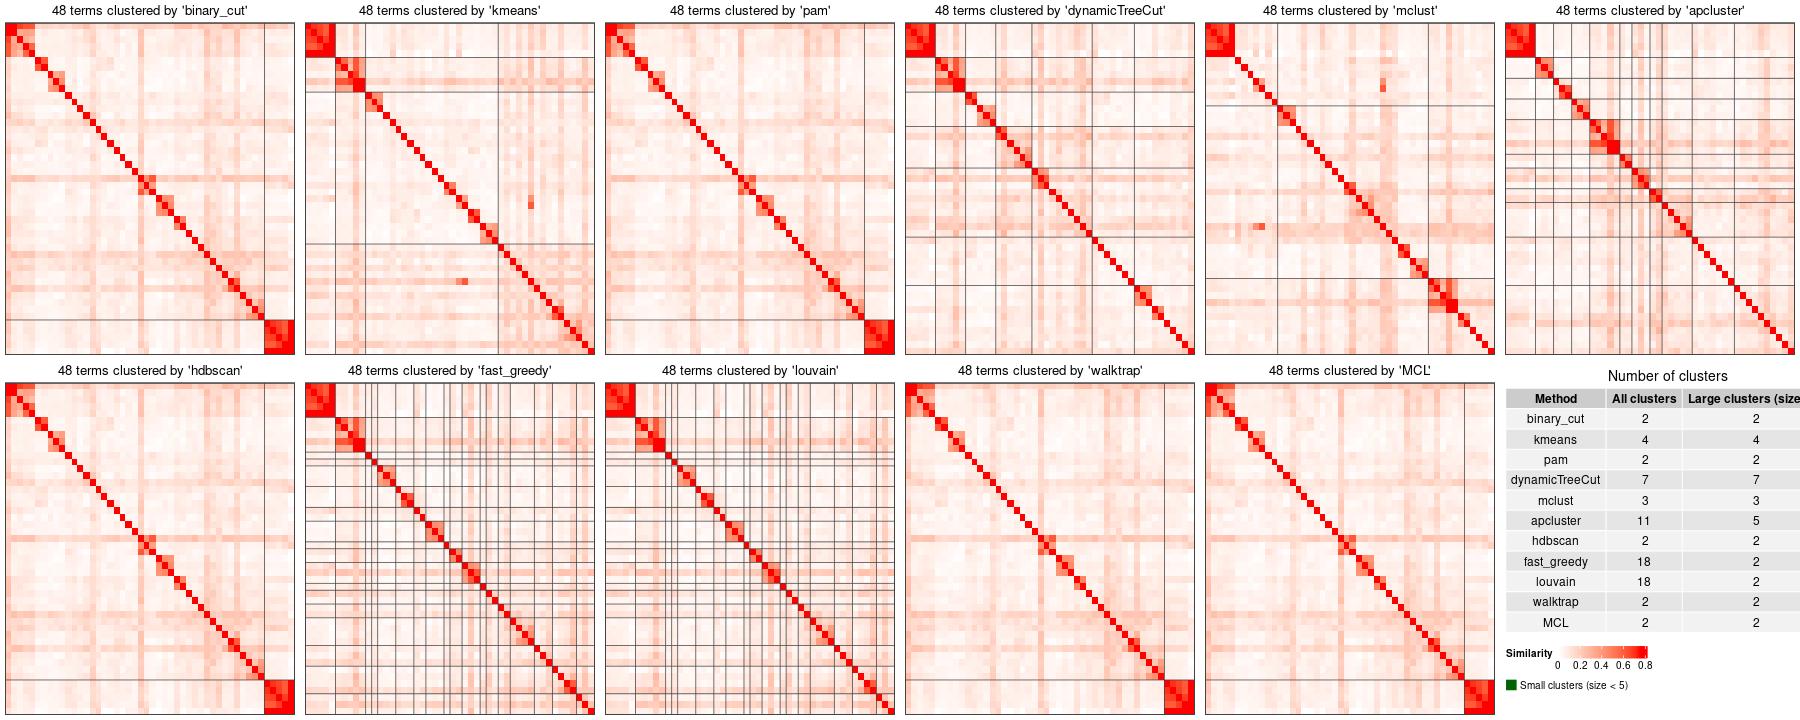 48 terms clustered by 'binary_cut'
48 terms clustered by 'kmeans'
48 terms clustered by 'pam'
48 terms clustered by 'dynamicTreeCut'
48 terms clustered by 'mclust'
48 terms clustered by 'apcluster'
48 terms clustered by 'hdbscan'
48 terms clustered by 'fast_greedy'
48 terms clustered by 'louvain'
48 terms clustered by 'walktrap'
48 terms clustered by 'MCL'
Number of clusters
Method All clusters Large clusters (size
binary_cut 2 2
kmeans 4 4
pam 2 2
dynamicTreeCut 7 7
mclust 3 3
apcluster 11 5
hdbscan 2 2
fast_greedy 18 2
louvain 18 2
walktrap 2 2
MCL 2 2
Similarity
0 0.2 0.4 0.6 0.8
Small clusters (size < 5)